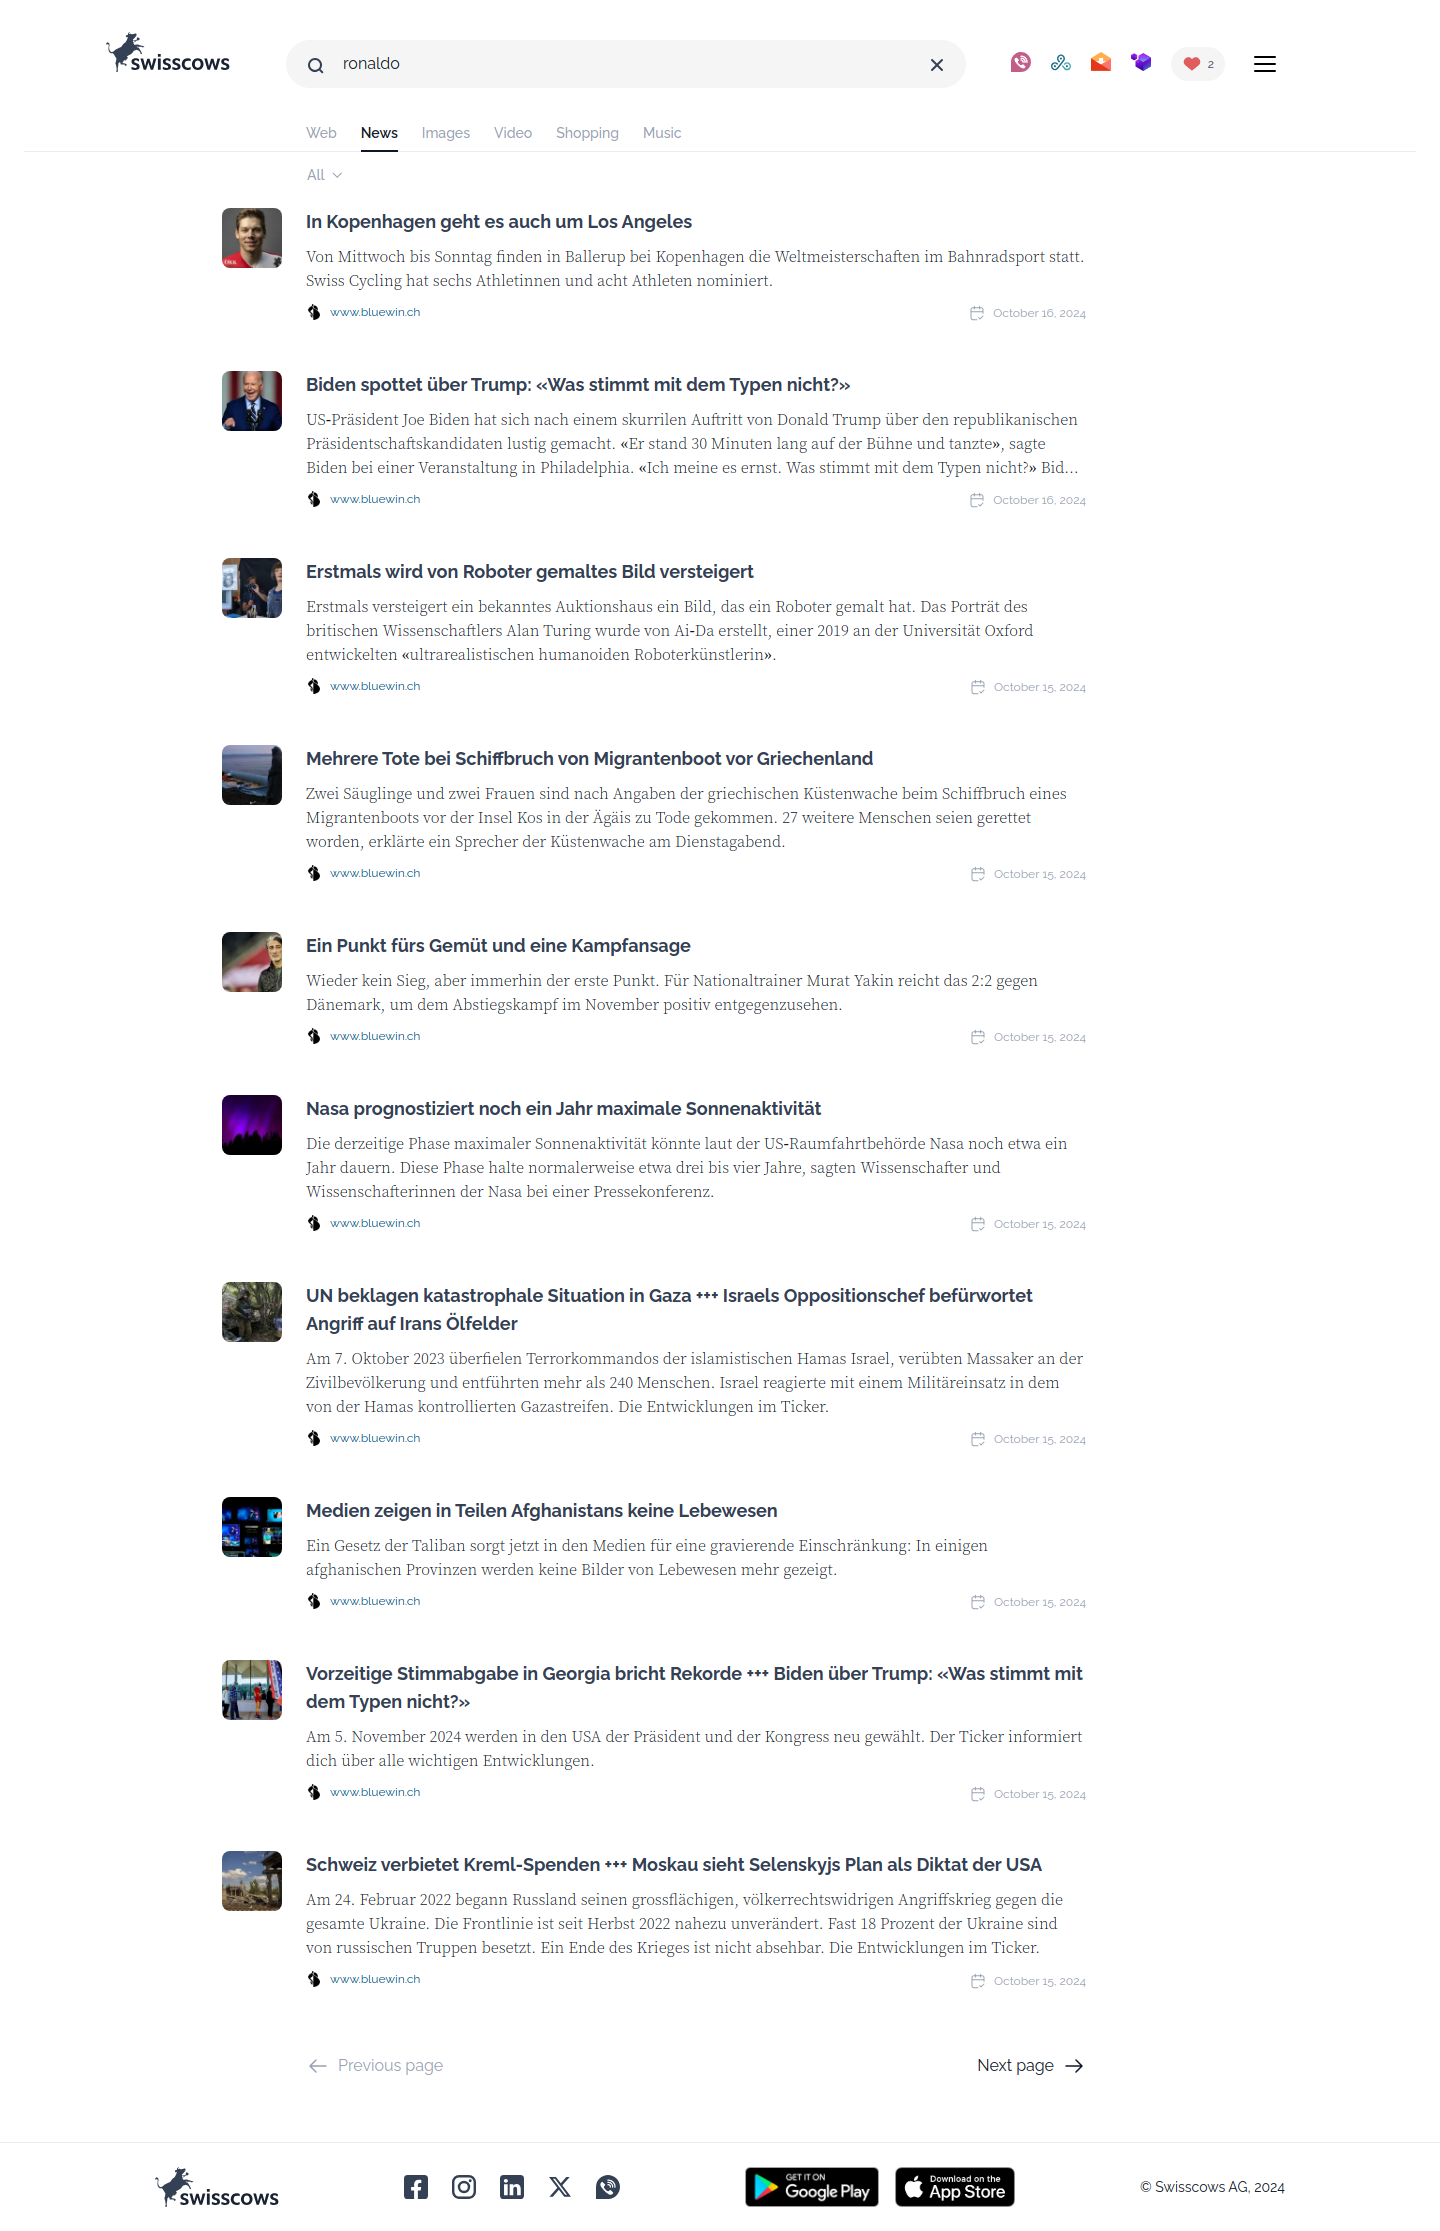 swisscows
ronaldo
2
Web News Images Video Shopping Music
All
In Kopenhagen geht es auch um Los Angeles
Von Mittwoch bis Sonntag finden in Ballerup bei Kopenhagen die Weltmeisterschaften im Bahnradsport statt.
Swiss Cycling hat sechs Athletinnen und acht Athleten nominiert.
www.bluewin.ch October 16, 2024
Biden spottet über Trump: «Was stimmt mit dem Typen nicht?»
US-Präsident Joe Biden hat sich nach einem skurrilen Auftritt von Donald Trump über den republikanischen
Präsidentschaftskandidaten lustig gemacht. «Er stand 30 Minuten lang auf der Bühne und tanzte», sagte
Biden bei einer Veranstaltung in Philadelphia. «Ich meine es ernst. Was stimmt mit dem Typen nicht?» Bid...
www.bluewin.ch October 16, 2024
Erstmals wird von Roboter gemaltes Bild versteigert
Erstmals versteigert ein bekanntes Auktionshaus ein Bild, das ein Roboter gemalt hat. Das Porträt des
britischen Wissenschaftlers Alan Turing wurde von Ai-Da erstellt, einer 2019 an der Universität Oxford
entwickelten «ultrarealistischen humanoiden Roboterkünstlerin».
www.bluewin.ch October 15, 2024
Mehrere Tote bei Schiffbruch von Migrantenboot vor Griechenland
Zwei Säuglinge und zwei Frauen sind nach Angaben der griechischen Küstenwache beim Schiffbruch eines
Migrantenboots vor der Insel Kos in der Ägäis zu Tode gekommen. 27 weitere Menschen seien gerettet
worden, erklärte ein Sprecher der Küstenwache am Dienstagabend.
www.bluewin.ch October 15, 2024
Ein Punkt fürs Gemüt und eine Kampfansage
Wieder kein Sieg, aber immerhin der erste Punkt. Für Nationaltrainer Murat Yakin reicht das 2:2 gegen
Dänemark, um dem Abstiegskampf im November positiv entgegenzusehen.
www.bluewin.ch October 15, 2024
Nasa prognostiziert noch ein Jahr maximale Sonnenaktivität
Die derzeitige Phase maximaler Sonnenaktivität könnte laut der US-Raumfahrtbehörde Nasa noch etwa ein
Jahr dauern. Diese Phase halte normalerweise etwa drei bis vier Jahre, sagten Wissenschafter und
Wissenschafterinnen der Nasa bei einer Pressekonferenz.
www.bluewin.ch October 15, 2024
UN beklagen katastrophale Situation in Gaza +++ Israels Oppositionschef befürwortet
Angriff auf Irans Ölfelder
Am 7. Oktober 2023 überfielen Terrorkommandos der islamistischen Hamas Israel, verübten Massaker an der
Zivilbevölkerung und entführten mehr als 240 Menschen. Israel reagierte mit einem Militäreinsatz in dem
von der Hamas kontrollierten Gazastreifen. Die Entwicklungen im Ticker.
www.bluewin.ch October 15, 2024
Medien zeigen in Teilen Afghanistans keine Lebewesen
Ein Gesetz der Taliban sorgt jetzt in den Medien für eine gravierende Einschränkung: In einigen
afghanischen Provinzen werden keine Bilder von Lebewesen mehr gezeigt.
www.bluewin.ch October 15, 2024
Vorzeitige Stimmabgabe in Georgia bricht Rekorde +++ Biden über Trump: «Was stimmt mit
dem Typen nicht?»
Am 5. November 2024 werden in den USA der Präsident und der Kongress neu gewählt. Der Ticker informiert
dich über alle wichtigen Entwicklungen.
www.bluewin.ch October 15, 2024
Schweiz verbietet Kreml-Spenden +++ Moskau sieht Selenskyjs Plan als Diktat der USA
Am 24. Februar 2022 begann Russland seinen grossflächigen, völkerrechtswidrigen Angriffskrieg gegen die
gesamte Ukraine. Die Frontlinie ist seit Herbst 2022 nahezu unverändert. Fast 18 Prozent der Ukraine sind
von russischen Truppen besetzt. Ein Ende des Krieges ist nicht absehbar. Die Entwicklungen im Ticker.
www.bluewin.ch October 15, 2024
Previous page Next page
swisscows
GET IT ON
Google Play
Download on the
App Store
© Swisscows AG, 2024